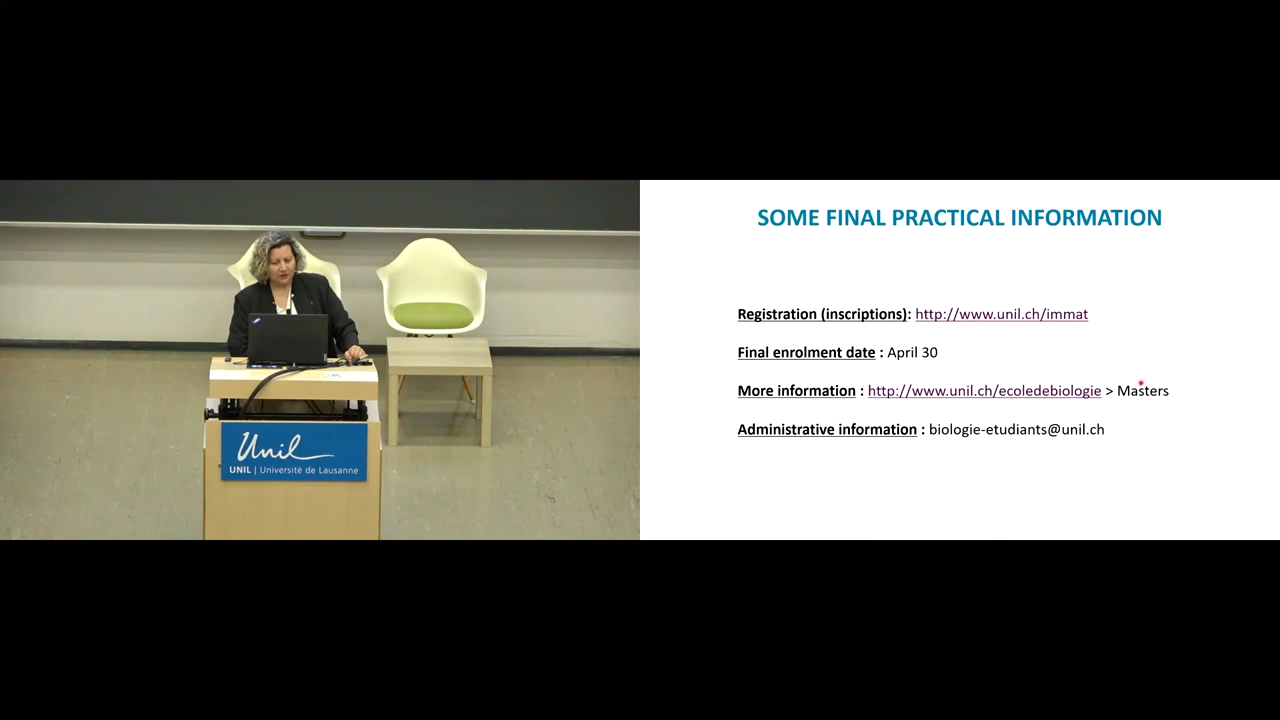 SOME FINAL PRACTICAL INFORMATION
Registration (inscriptions): http://www.unil.ch/immat
Final enrolment date : April 30
More information : http://www.unil.ch/ecoledebiologie > Masters
Administrative information : biologie-etudiants@unil.ch
Unil
UNIL | Université de Lausanne